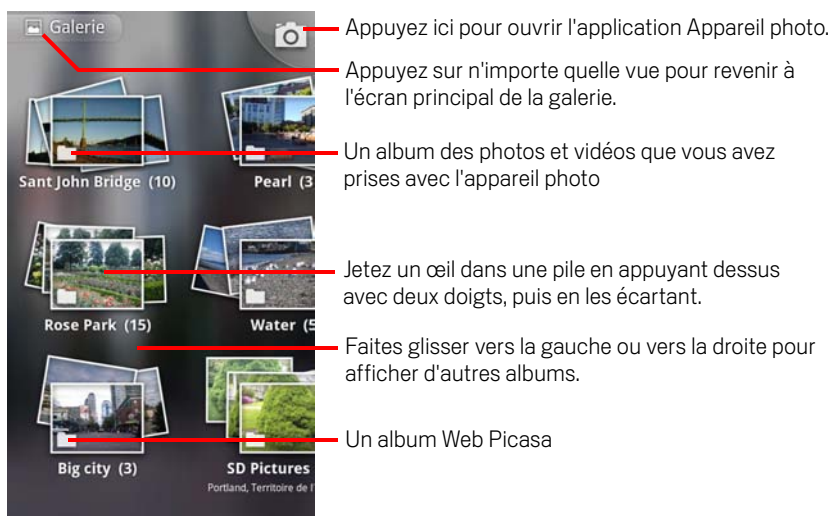 Galerie
Appuyez ici pour ouvrir l'application Appareil photo.
Appuyez sur n'importe quelle vue pour revenir à
l'écran principal de la galerie.
Un album des photos et vidéos que vous avez
prises avec l'appareil photo
Sant John Bridge (10)
Pearl (3
Jetez un œil dans une pile en appuyant dessus
avec deux doigts, puis en les écartant.
Rose Park (15)
Water (5
Faites glisser vers la gauche ou vers la droite pour
afficher d'autres albums.
Un album Web Picasa
Big city (3)
SD Pictures
Portland, Territoire de l'